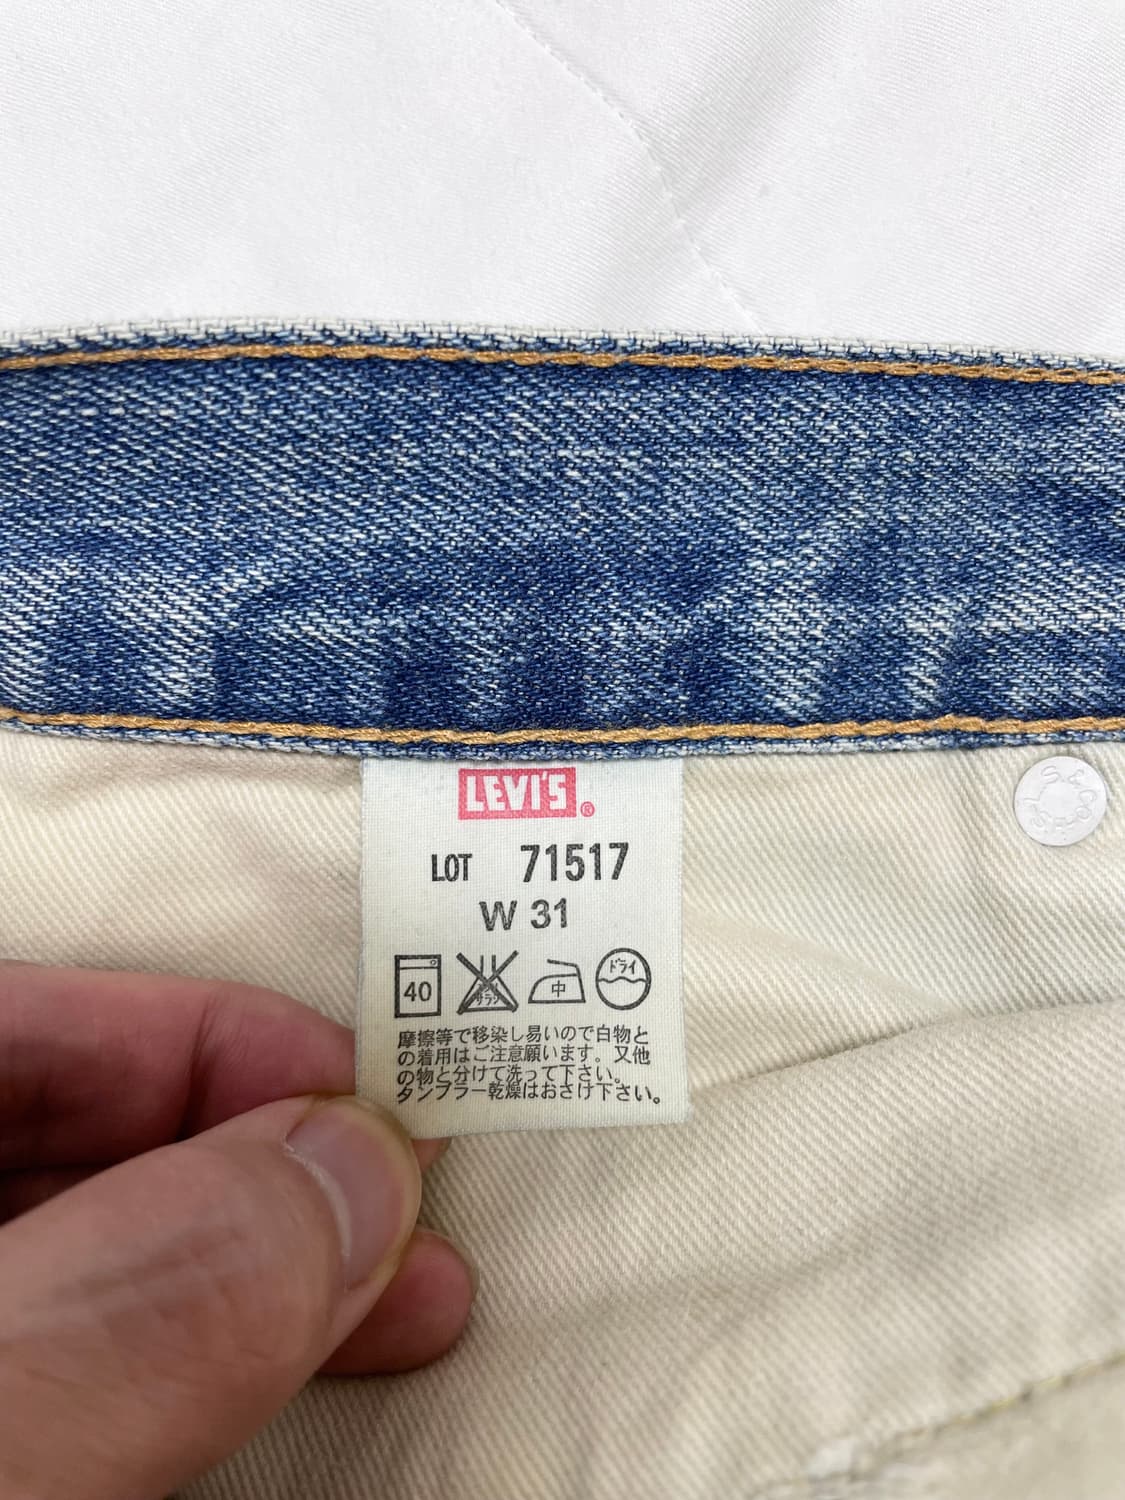 LEVI'S®
LOT 71517
W 31
40 中 ドライ
摩擦等で移染し易いので白物と
の着用はご注意願います。又他
の物と分けて洗って下さい。
タンブラー乾燥はおさけ下さい。